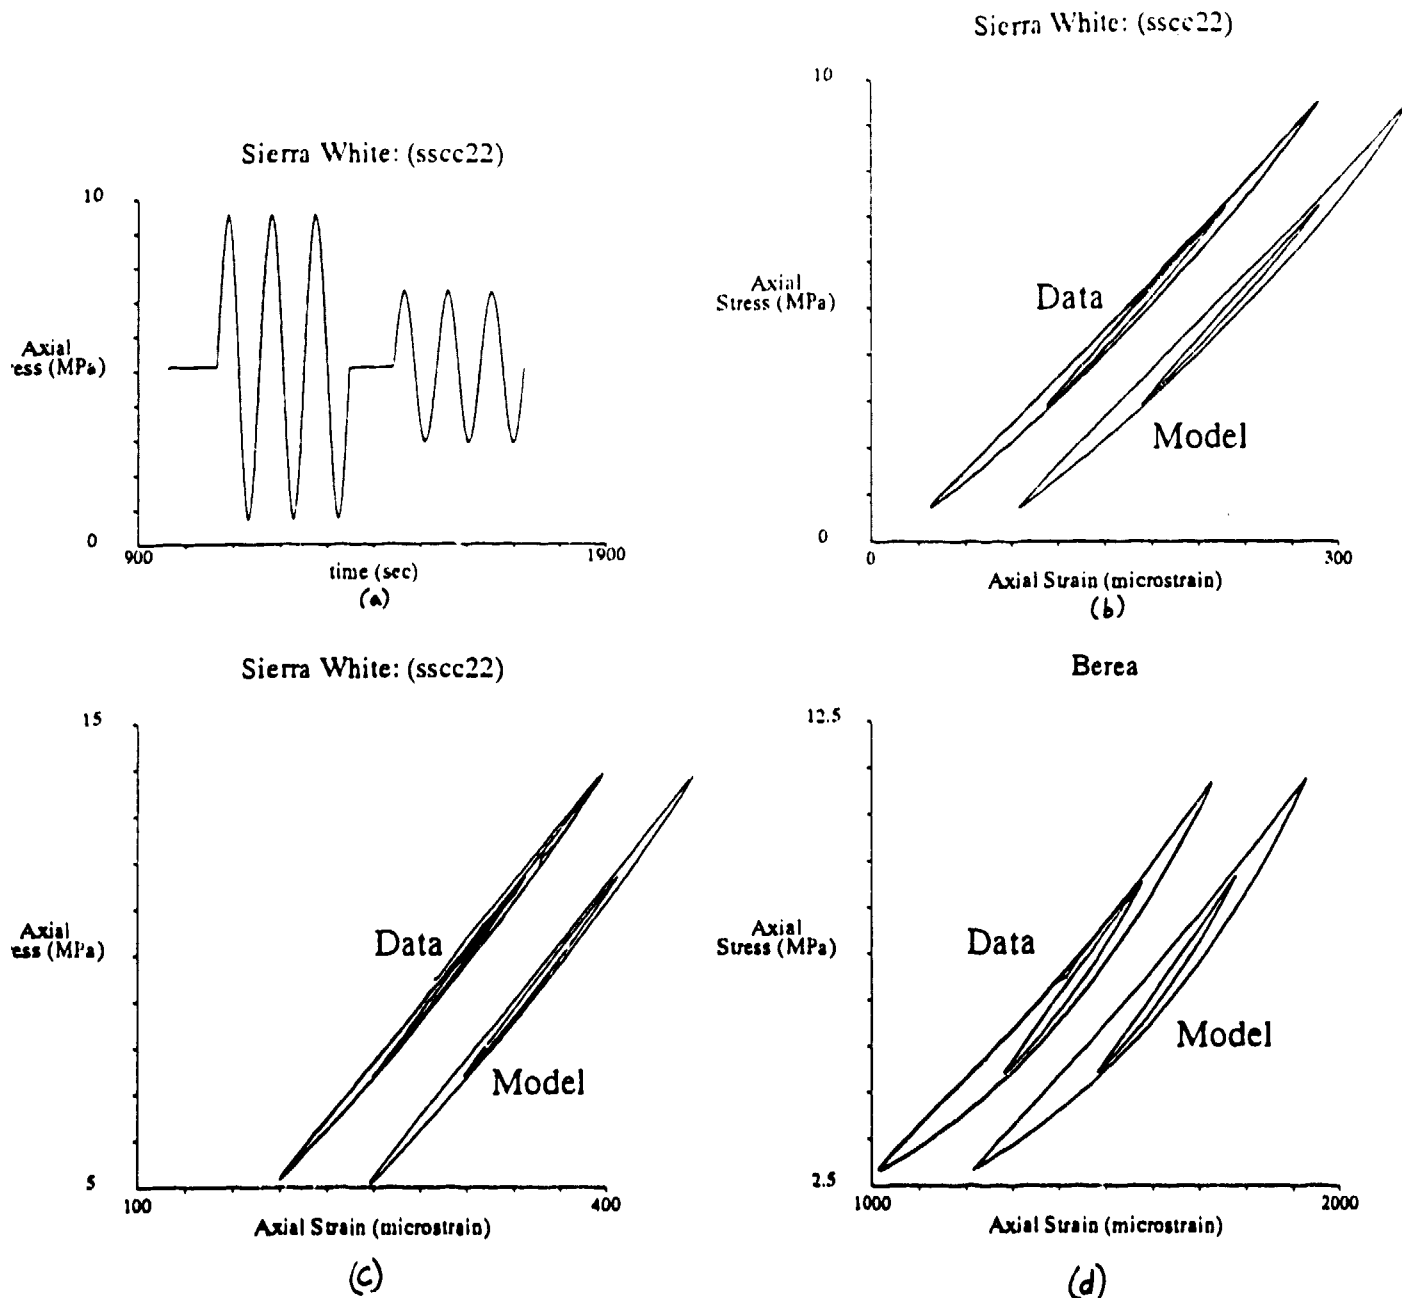 Sierra White: (sscc22)
10
Axial
ress (MPa)
0
900
1900
time (sec)
(a)
Sierra White: (sscc22)
10
Axial
Stress (MPa)
Data
Model
0
0
300
Axial Strain (microstrain)
(b)
Sierra White: (sscc22)
15
Axial
ress (MPa)
Data
Model
5
100
400
Axial Strain (microstrain)
(c)
Berea
12.5
Axial
Stress (MPa)
Data
Model
2.5
1000
2000
Axial Strain (microstrain)
(d)